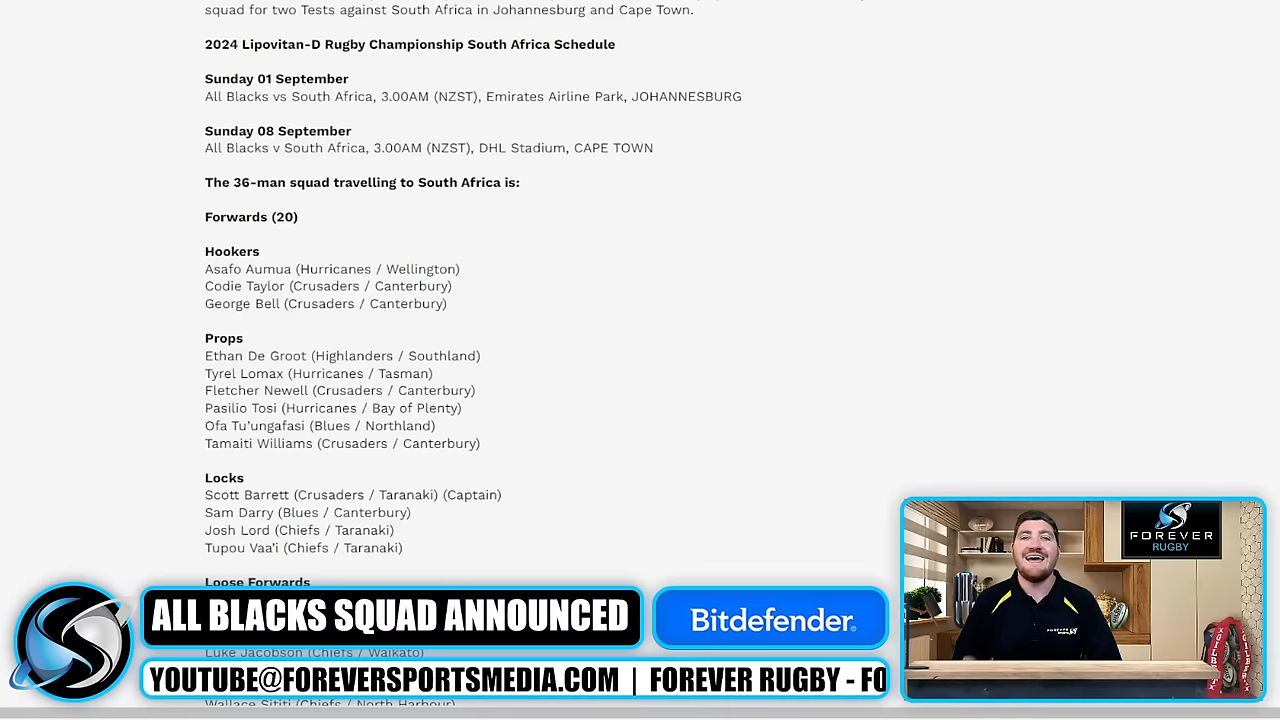 squad for two Tests against South Africa in Johannesburg and Cape Town.
2024 Lipovitan-D Rugby Championship South Africa Schedule
Sunday 01 September
All Blacks vs South Africa, 3.00AM (NZST), Emirates Airline Park, JOHANNESBURG
Sunday 08 September
All Blacks v South Africa, 3.00AM (NZST), DHL Stadium, CAPE TOWN
The 36-man squad travelling to South Africa is:
Forwards (20)
Hookers
Asafo Aumua (Hurricanes / Wellington)
Codie Taylor (Crusaders / Canterbury)
George Bell (Crusaders / Canterbury)
Props
Ethan De Groot (Highlanders / Southland)
Tyrel Lomax (Hurricanes / Tasman)
Fletcher Newell (Crusaders / Canterbury)
Pasilio Tosi (Hurricanes / Bay of Plenty)
Ofa Tu'ungafasi (Blues / Northland)
Tamaiti Williams (Crusaders / Canterbury)
Locks
Scott Barrett (Crusaders / Taranaki) (Captain)
Sam Darry (Blues / Canterbury)
Josh Lord (Chiefs / Taranaki)
Tupou Vaa'i (Chiefs / Taranaki)
Loose Forwards
Luke Jacobson (Chiefs / Waikato)
Wallace Sititi (Chiefs / North Harbour)
ALL BLACKS SQUAD ANNOUNCED
Bitdefender
YOUTUBE@FOREVERSPORTSMEDIA.COM | FOREVER RUGBY - FO
FOREVER
RUGBY
GILBERT